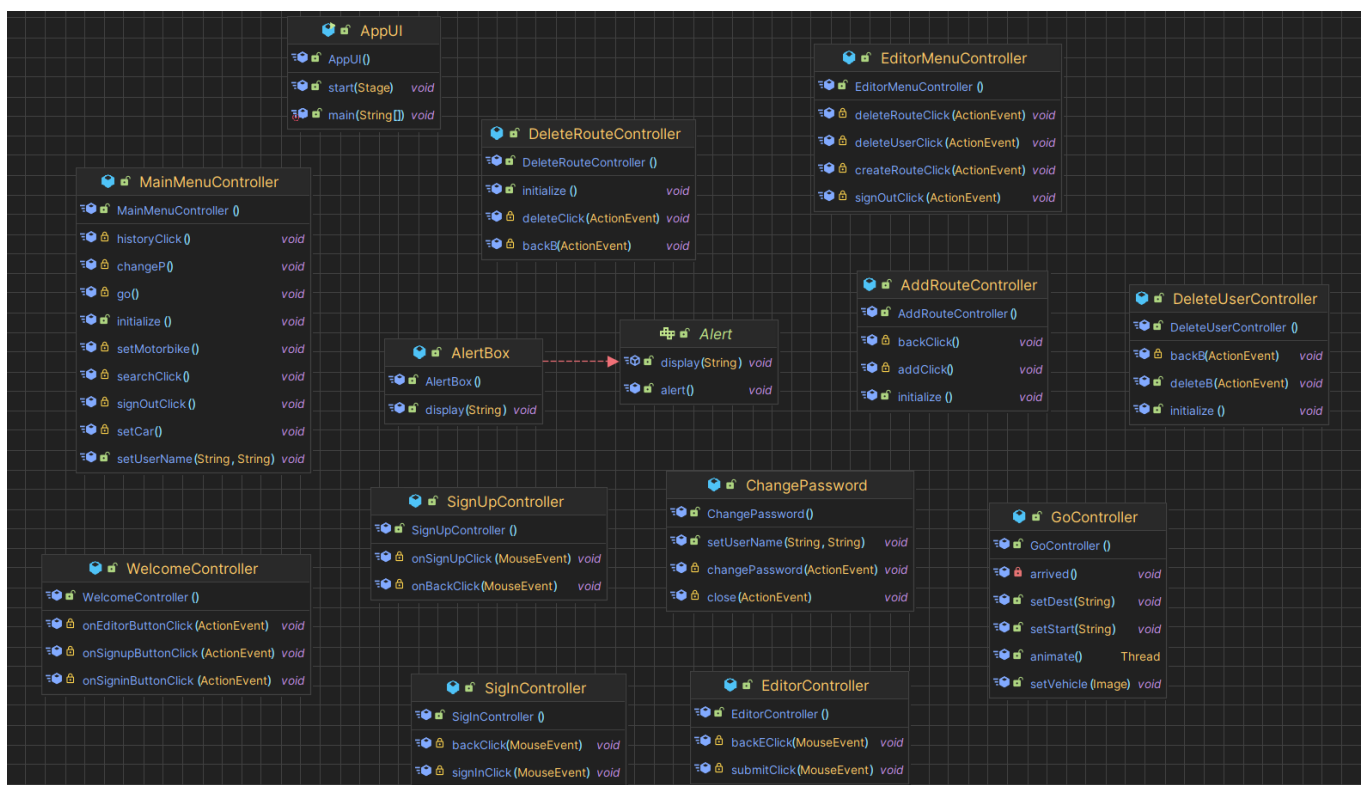 AppUI
AppUI()
start(Stage) void
main(String[]) void
EditorMenuController
EditorMenuController ()
deleteRouteClick(ActionEvent) void
deleteUserClick(ActionEvent) void
createRouteClick(ActionEvent) void
signOutClick(ActionEvent) void
DeleteRouteController
DeleteRouteController ()
initialize () void
deleteClick(ActionEvent) void
backB(ActionEvent) void
MainMenuController
MainMenuController ()
historyClick() void
changeP() void
go() void
initialize () void
setMotorbike() void
searchClick() void
signOutClick() void
setCar() void
setUserName(String, String) void
AddRouteController
AddRouteController()
backClick() void
addClick() void
initialize () void
DeleteUserController
DeleteUserController ()
backB(ActionEvent) void
deleteB(ActionEvent) void
initialize () void
AlertBox
AlertBox()
display(String) void
Alert
display(String) void
alert() void
SignUpController
SignUpController ()
onSignUpClick (MouseEvent) void
onBackClick(MouseEvent) void
ChangePassword
ChangePassword()
setUserName(String, String) void
changePassword(ActionEvent) void
close(ActionEvent) void
GoController
GoController ()
arrived() void
setDest(String) void
setStart(String) void
animate() Thread
setVehicle (Image) void
WelcomeController
WelcomeController ()
onEditorButtonClick (ActionEvent) void
onSignupButtonClick (ActionEvent) void
onSigninButtonClick (ActionEvent) void
SigInController
SigInController ()
backClick(MouseEvent) void
signInClick(MouseEvent) void
EditorController
EditorController ()
backEClick(MouseEvent) void
submitClick(MouseEvent) void